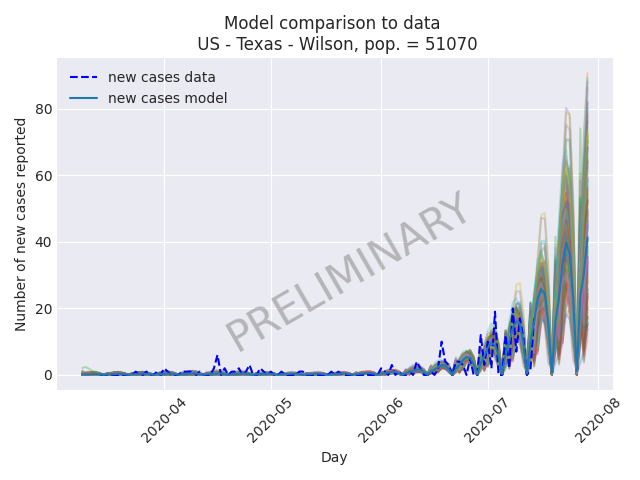 Model comparison to data
US - Texas - Wilson, pop. = 51070
new cases data
new cases model
Number of new cases reported
80
60
40
20
0
PRELIMINARY
2020-04
2020-05
2020-06
2020-07
2020-08
Day